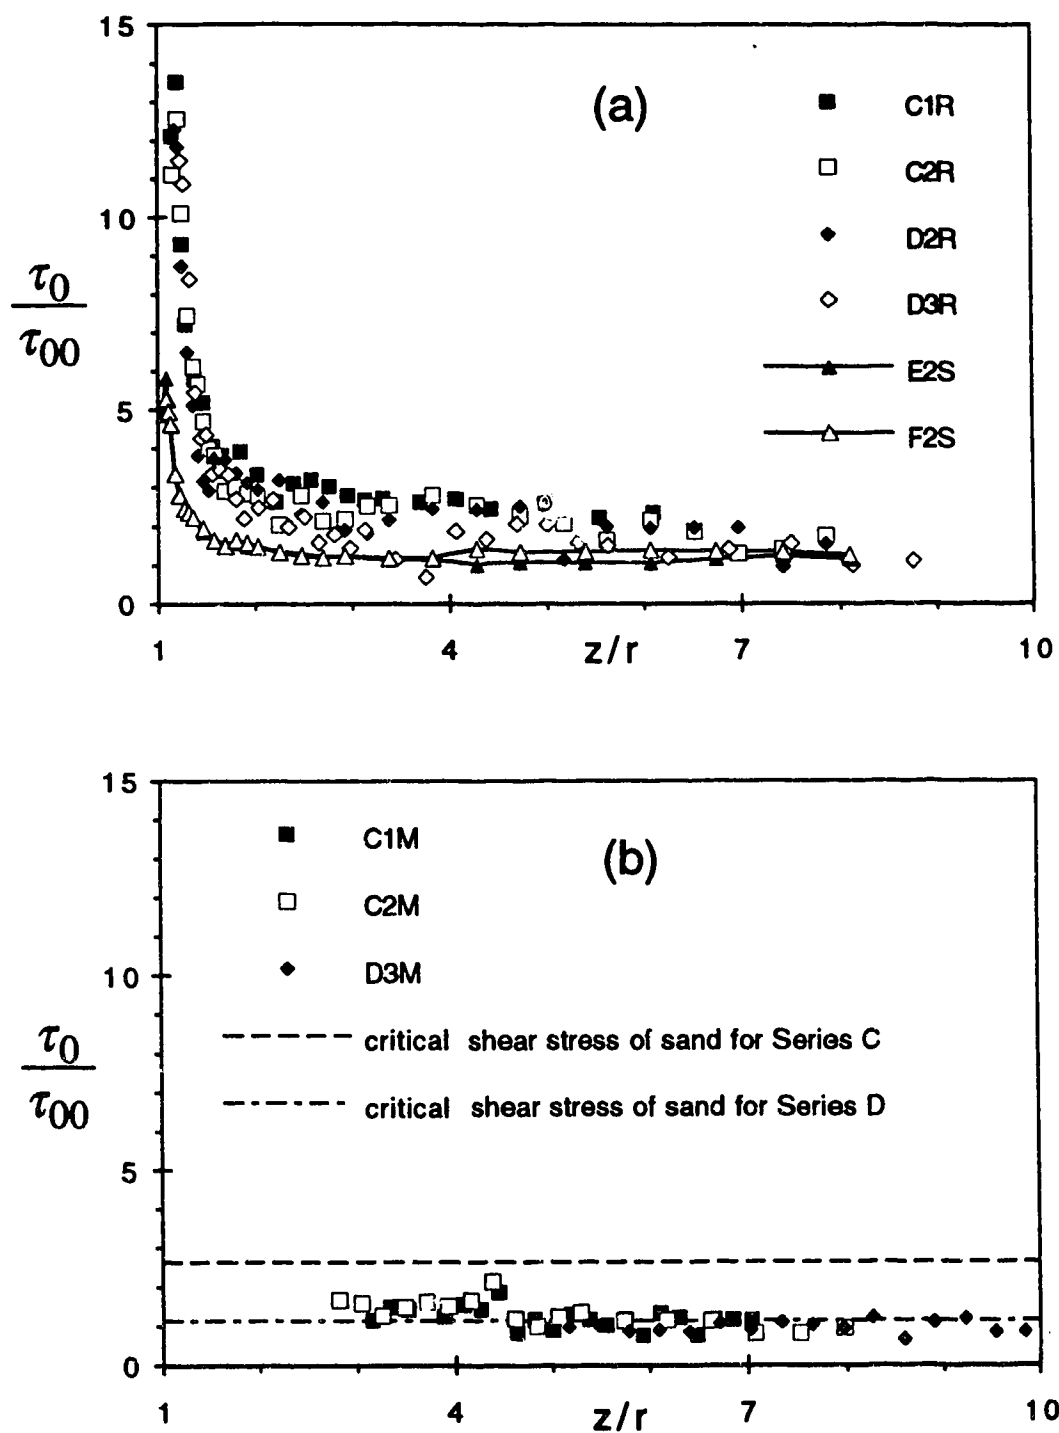 15
(a)
C1R
C2R
10
D2R
τ0
τ00
D3R
E2S
5
F2S
0
1 4 z/r 7 10
15
C1M
(b)
C2M
10
D3M
τ0
τ00
critical shear stress of sand for Series C
critical shear stress of sand for Series D
5
0
1 4 z/r 7 10